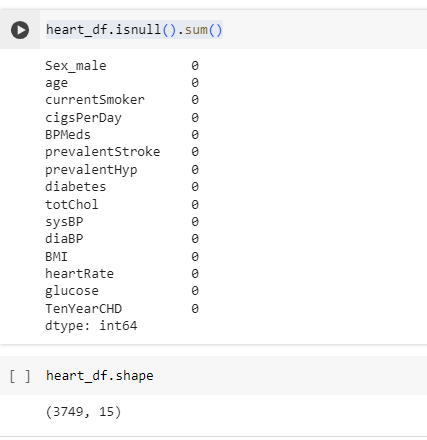 heart_df.isnull().sum()
Sex_male 0
age 0
currentSmoker 0
cigsPerDay 0
BPMeds 0
prevalentStroke 0
prevalentHyp 0
diabetes 0
totChol 0
sysBP 0
diaBP 0
BMI 0
heartRate 0
glucose 0
TenYearCHD 0
dtype: int64
[ ] heart_df.shape
(3749, 15)